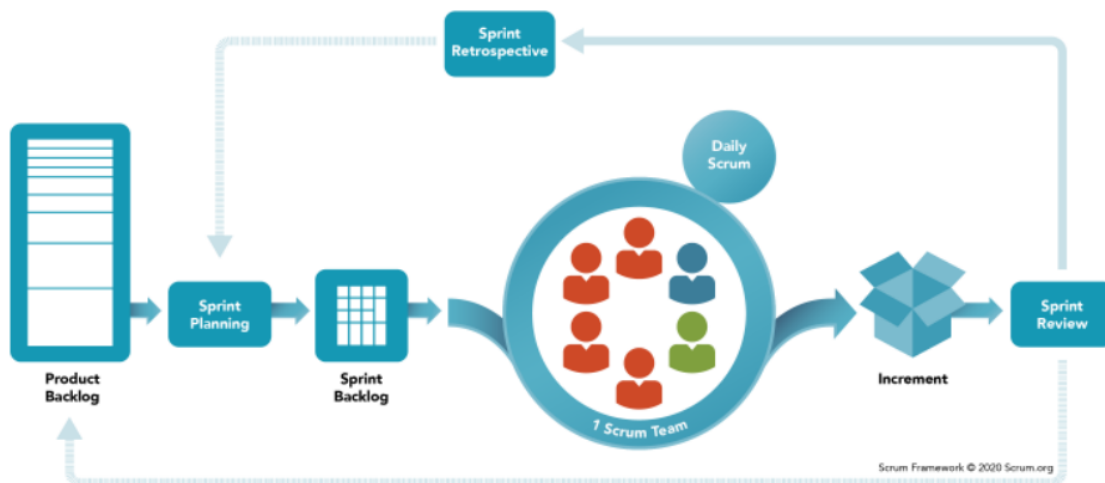 Sprint
Retrospective
Daily
Scrum
Sprint
Planning
Sprint
Review
Product
Backlog
Sprint
Backlog
Increment
1 Scrum Team
Scrum Framework © 2020 Scrum.org